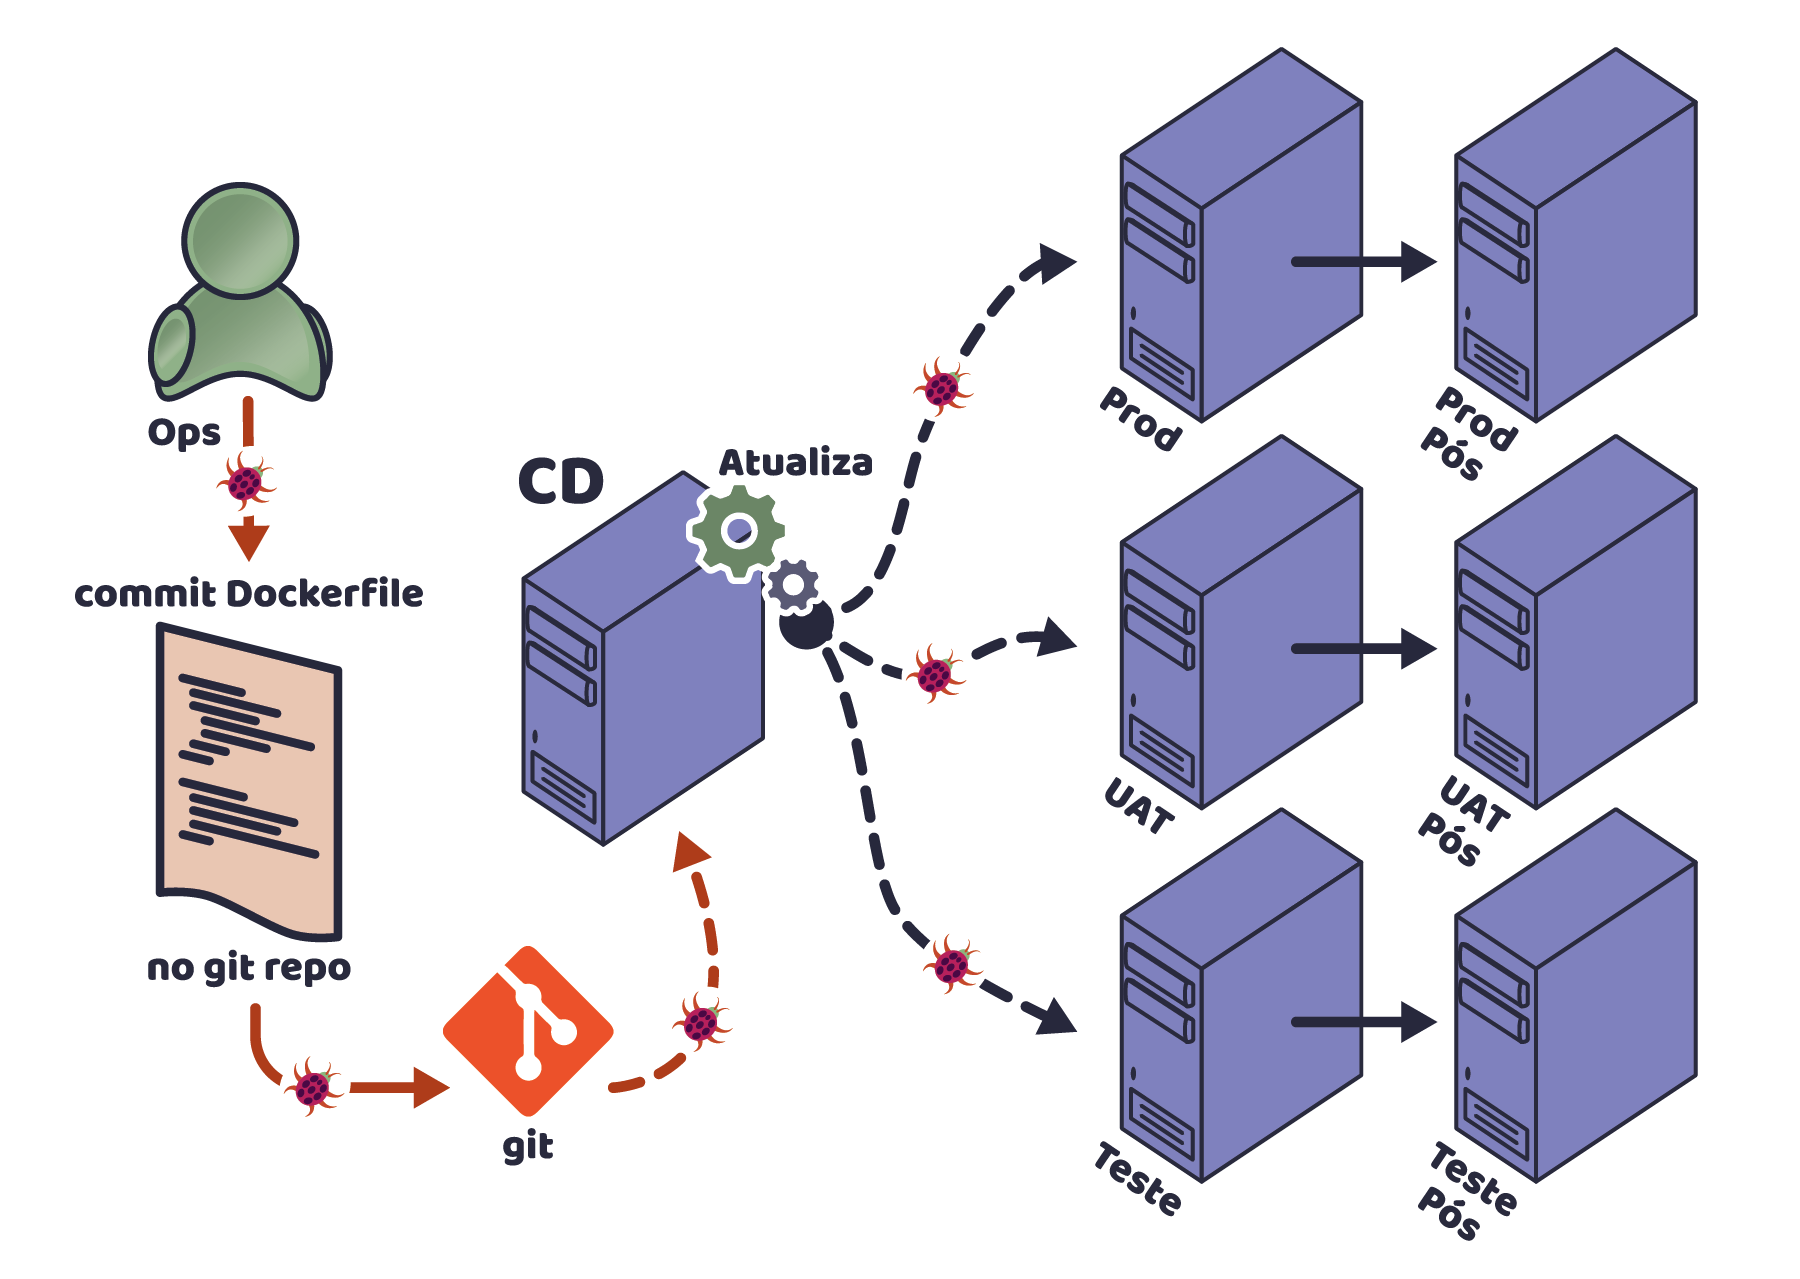 Ops
commit Dockerfile
no git repo
git
CD
Atualiza
Prod
Prod
Pós
UAT
UAT
Pós
Teste
Teste
Pós